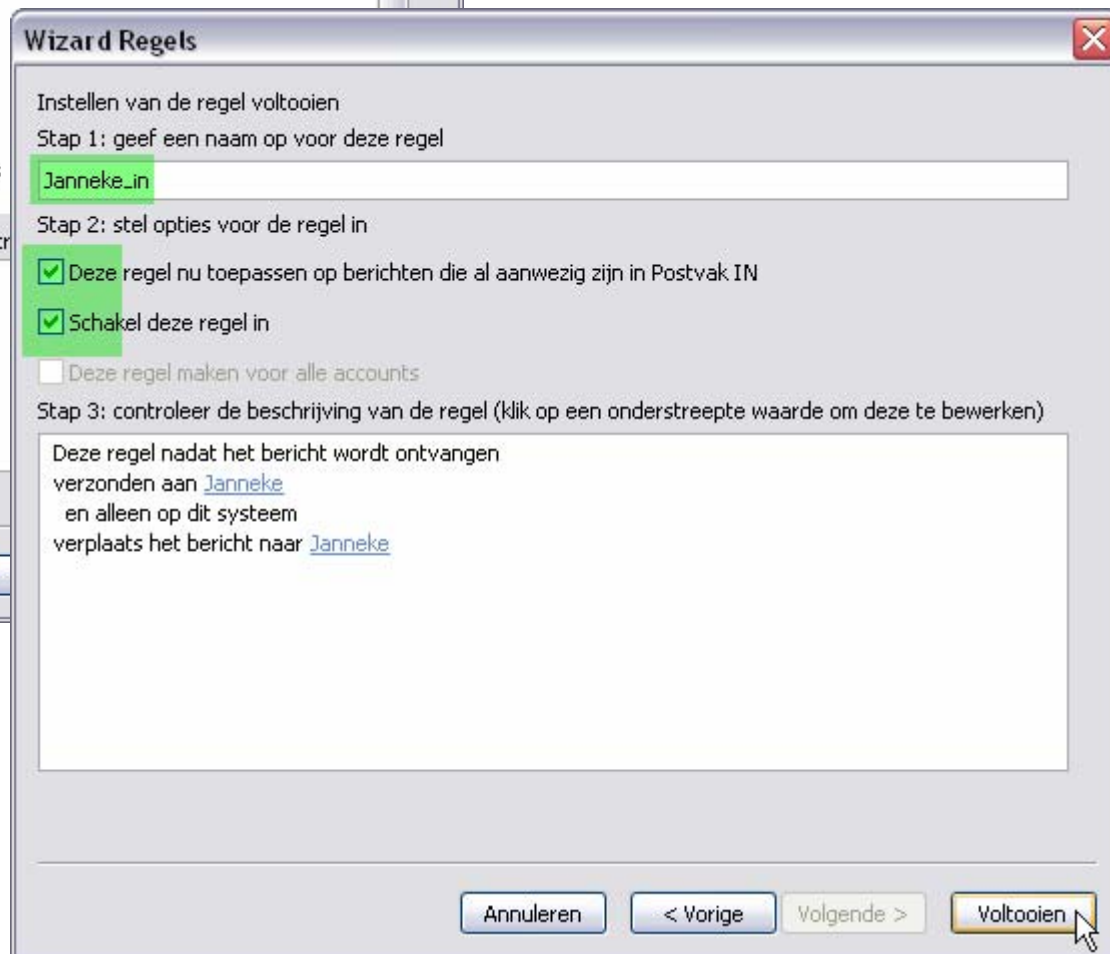 Wizard Regels
Instellen van de regel voltooien
Stap 1: geef een naam op voor deze regel
Janneke_in
Stap 2: stel opties voor de regel in
Deze regel nu toepassen op berichten die al aanwezig zijn in Postvak IN
Schakel deze regel in
Deze regel maken voor alle accounts
Stap 3: controleer de beschrijving van de regel (klik op een onderstreepte waarde om deze te bewerken)
Deze regel nadat het bericht wordt ontvangen
verzonden aan Janneke
en alleen op dit systeem
verplaats het bericht naar Janneke
Annuleren < Vorige Volgende > Voltooien